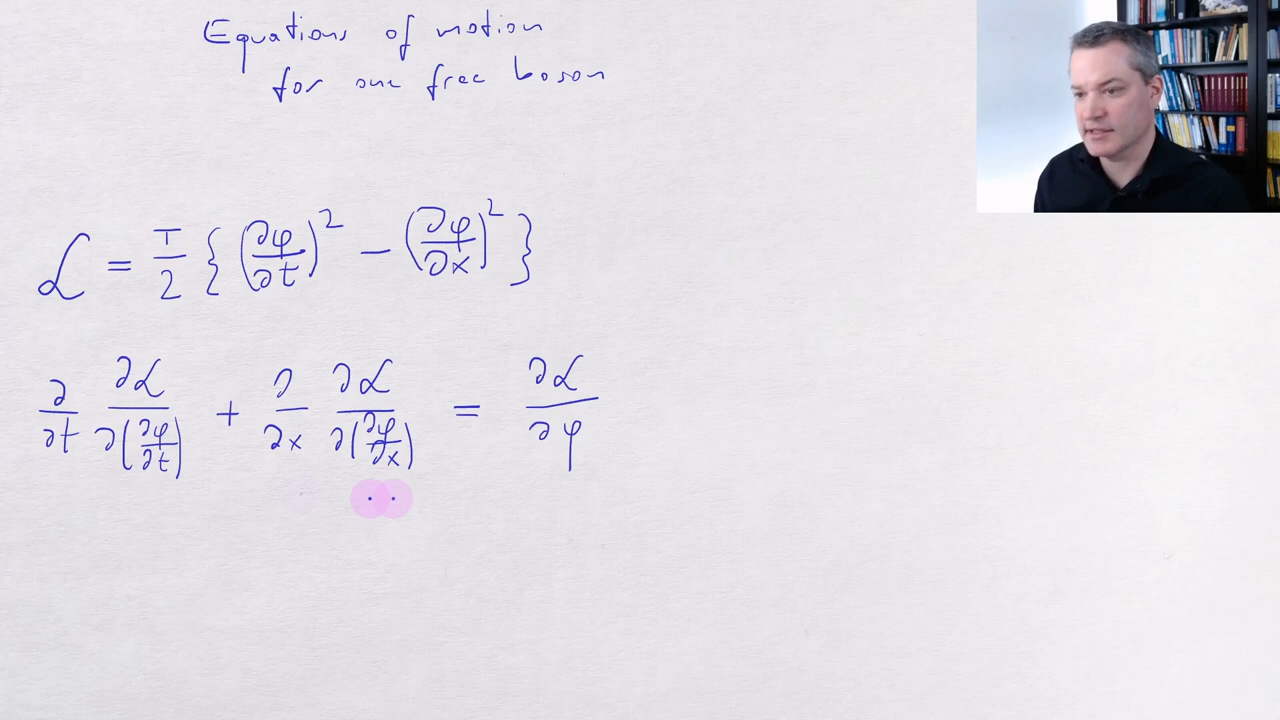 Equations of motion
for one free boson
ℒ = T/2 { (∂φ/∂t)² − (∂φ/∂x)² }
∂/∂t ∂ℒ/∂(∂φ/∂t) + ∂/∂x ∂ℒ/∂(∂φ/∂x) = ∂ℒ/∂φ